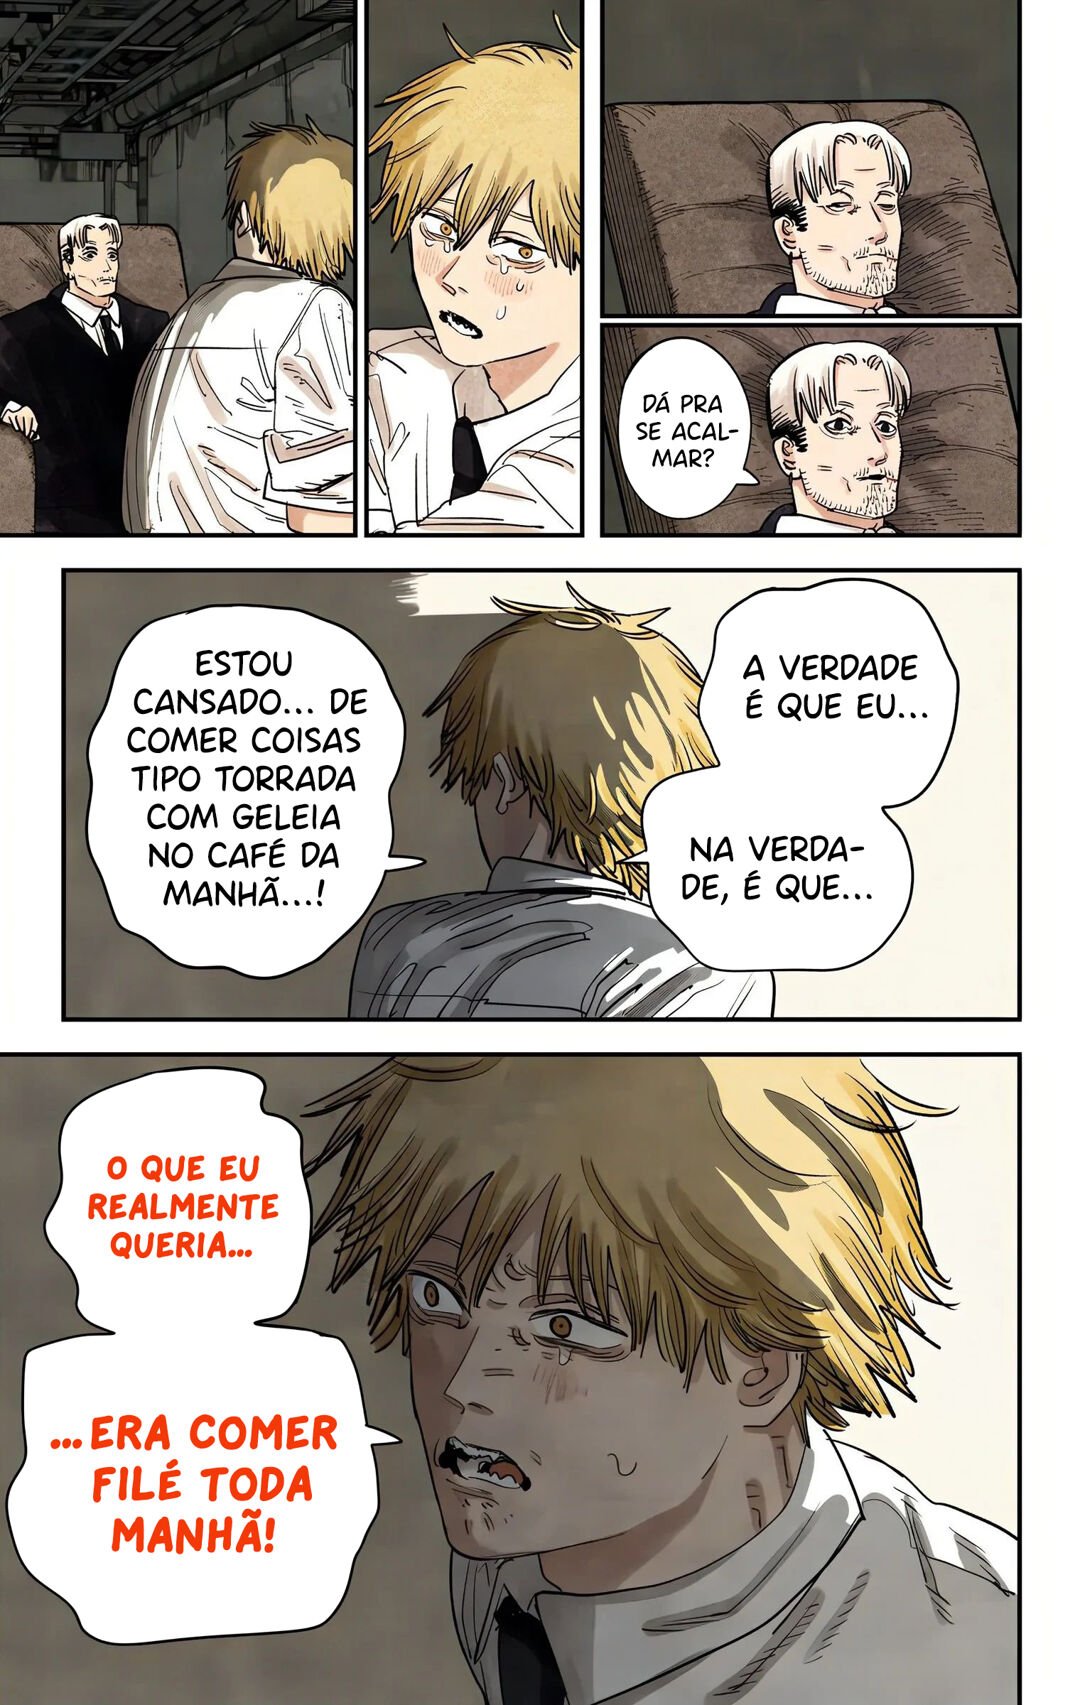 DÁ PRA
SE ACAL-
MAR?
A VERDADE
É QUE EU...
NA VERDA-
DE, É QUE...
ESTOU
CANSADO... DE
COMER COISAS
TIPO TORRADA
COM GELEIA
NO CAFÉ DA
MANHÃ...!
O QUE EU
REALMENTE
QUERIA...
...ERA COMER
FILÉ TODA
MANHÃ!